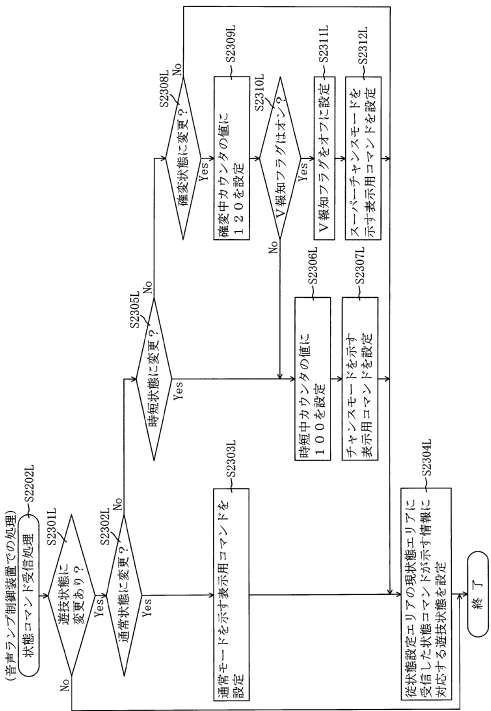 (音声ランプ制御装置での処理)
状態コマンド受信処理
S2202L
遊技状態に
変更あり?
S2301L
No
Yes
通常状態に変更?
S2302L
No
Yes
通常モードを示す表示用コマンドを
設定
S2303L
時短状態に変更?
S2305L
No
Yes
時短中カウンタの値に
100を設定
S2306L
チャンスモードを示す
表示用コマンドを設定
S2307L
確変状態に変更?
S2308L
No
Yes
確変中カウンタの値に
120を設定
S2309L
V報知フラグはオン?
S2310L
No
Yes
V報知フラグをオフに設定
S2311L
スーパーチャンスモードを
示す表示用コマンドを設定
S2312L
従状態設定エリアの現状態エリアに
受信した状態コマンドが示す情報に
対応する遊技状態を設定
S2304L
終了